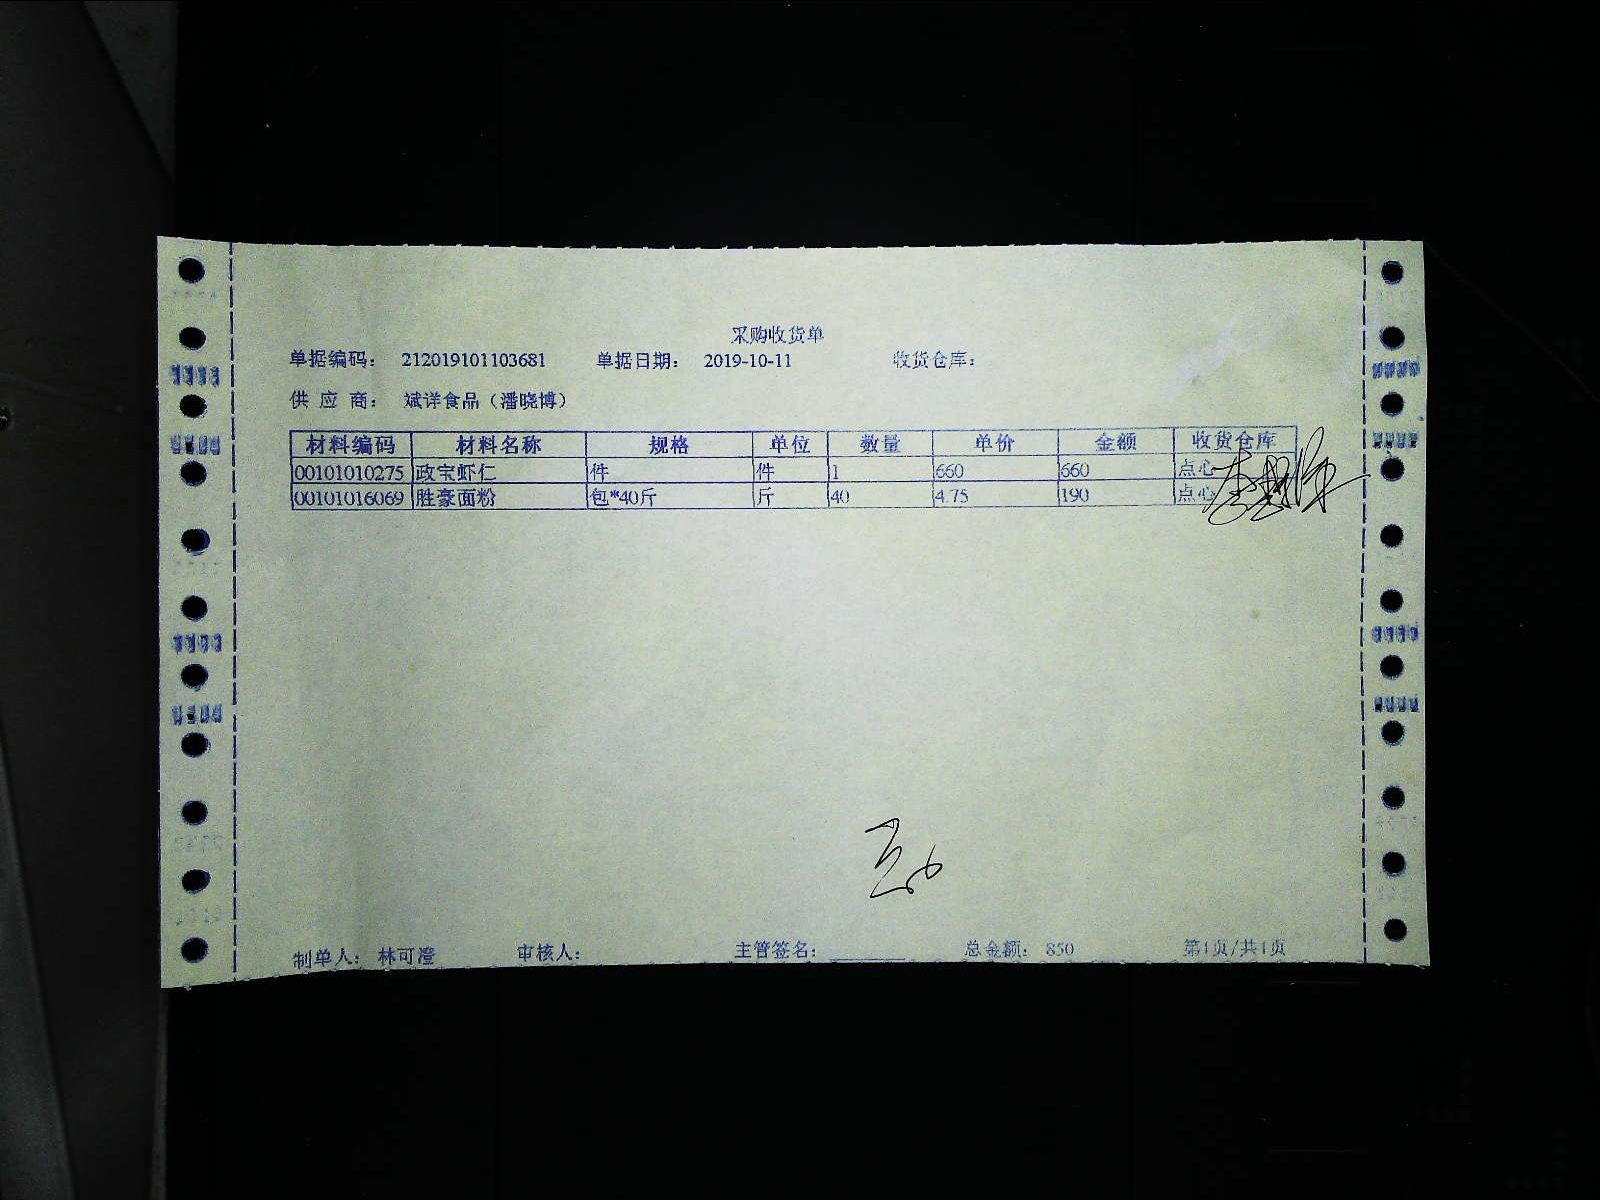 采购收货单
单据编码： 212019101103681 单据日期： 2019-10-11 收货仓库：
供 应 商： 斌详食品（潘晓博）
材料编码 材料名称 规格 单位 数量 单价 金额 收货仓库
00101010275 政宝虾仁 件 件 1 660 660 点心
00101016069 胜豪面粉 包*40斤 斤 40 4.75 190 点心
制单人： 林可澄 审核人： 主管签名： 总金额： 850 第1页/共1页